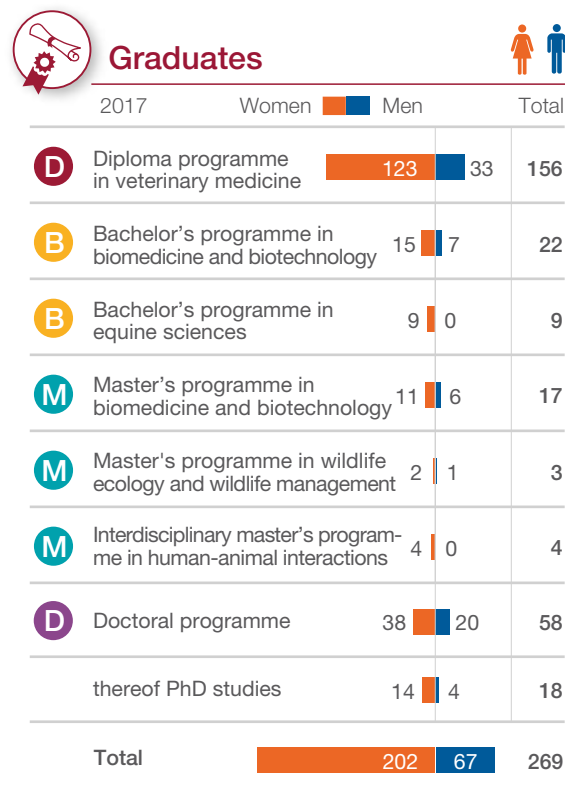 Graduates
2017 Women Men Total
D Diploma programme
in veterinary medicine 123 33 156
B Bachelor’s programme in
biomedicine and biotechnology 15 7 22
B Bachelor’s programme in
equine sciences 9 0 9
M Master’s programme in
biomedicine and biotechnology 11 6 17
M Master's programme in wildlife
ecology and wildlife management 2 1 3
M Interdisciplinary master’s program-
me in human-animal interactions 4 0 4
D Doctoral programme 38 20 58
thereof PhD studies 14 4 18
Total 202 67 269